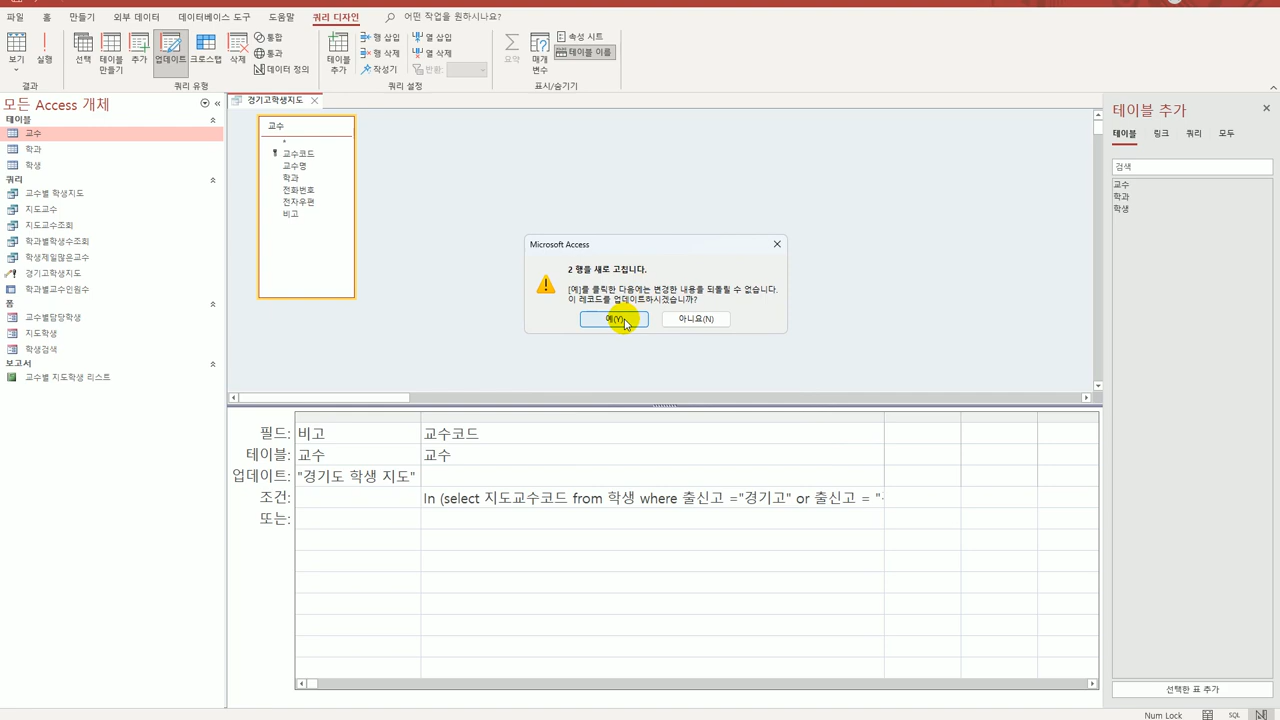 파일 홈 만들기 외부 데이터 데이터베이스 도구 도움말 쿼리 디자인 어떤 작업을 원하시나요?
보기 실행 선택 테이블 만들기 추가 업데이트 크로스탭 삭제 통합 통과 데이터 정의 테이블 추가 행 삽입 행 삭제 작성기 열 삽입 열 삭제 반환: 요약 매개 변수 속성 시트 테이블 이름
결과 쿼리 유형 쿼리 설정 표시/숨기기
모든 Access 개체
테이블
교수
학과
학생
쿼리
교수별 학생지도
지도교수
지도교수조회
학과별학생수조회
학생제일많은교수
경기고학생지도
학과별교수인원수
폼
교수별담당학생
지도학생
학생검색
보고서
교수별 지도학생 리스트
경기고학생지도
교수
*
교수코드
교수명
학과
전화번호
전자우편
비고
Microsoft Access
2 행을 새로 고칩니다.
[예]를 클릭한 다음에는 변경한 내용을 되돌릴 수 없습니다.
이 레코드를 업데이트하시겠습니까?
예(Y) 아니요(N)
필드: 비고 교수코드
테이블: 교수 교수
업데이트: "경기도 학생 지도"
조건: In (select 지도교수코드 from 학생 where 출신고 ="경기고" or 출신고 = "
또는:
테이블 추가
테이블 링크 쿼리 모두
검색
교수
학과
학생
선택한 표 추가
Num Lock SQL